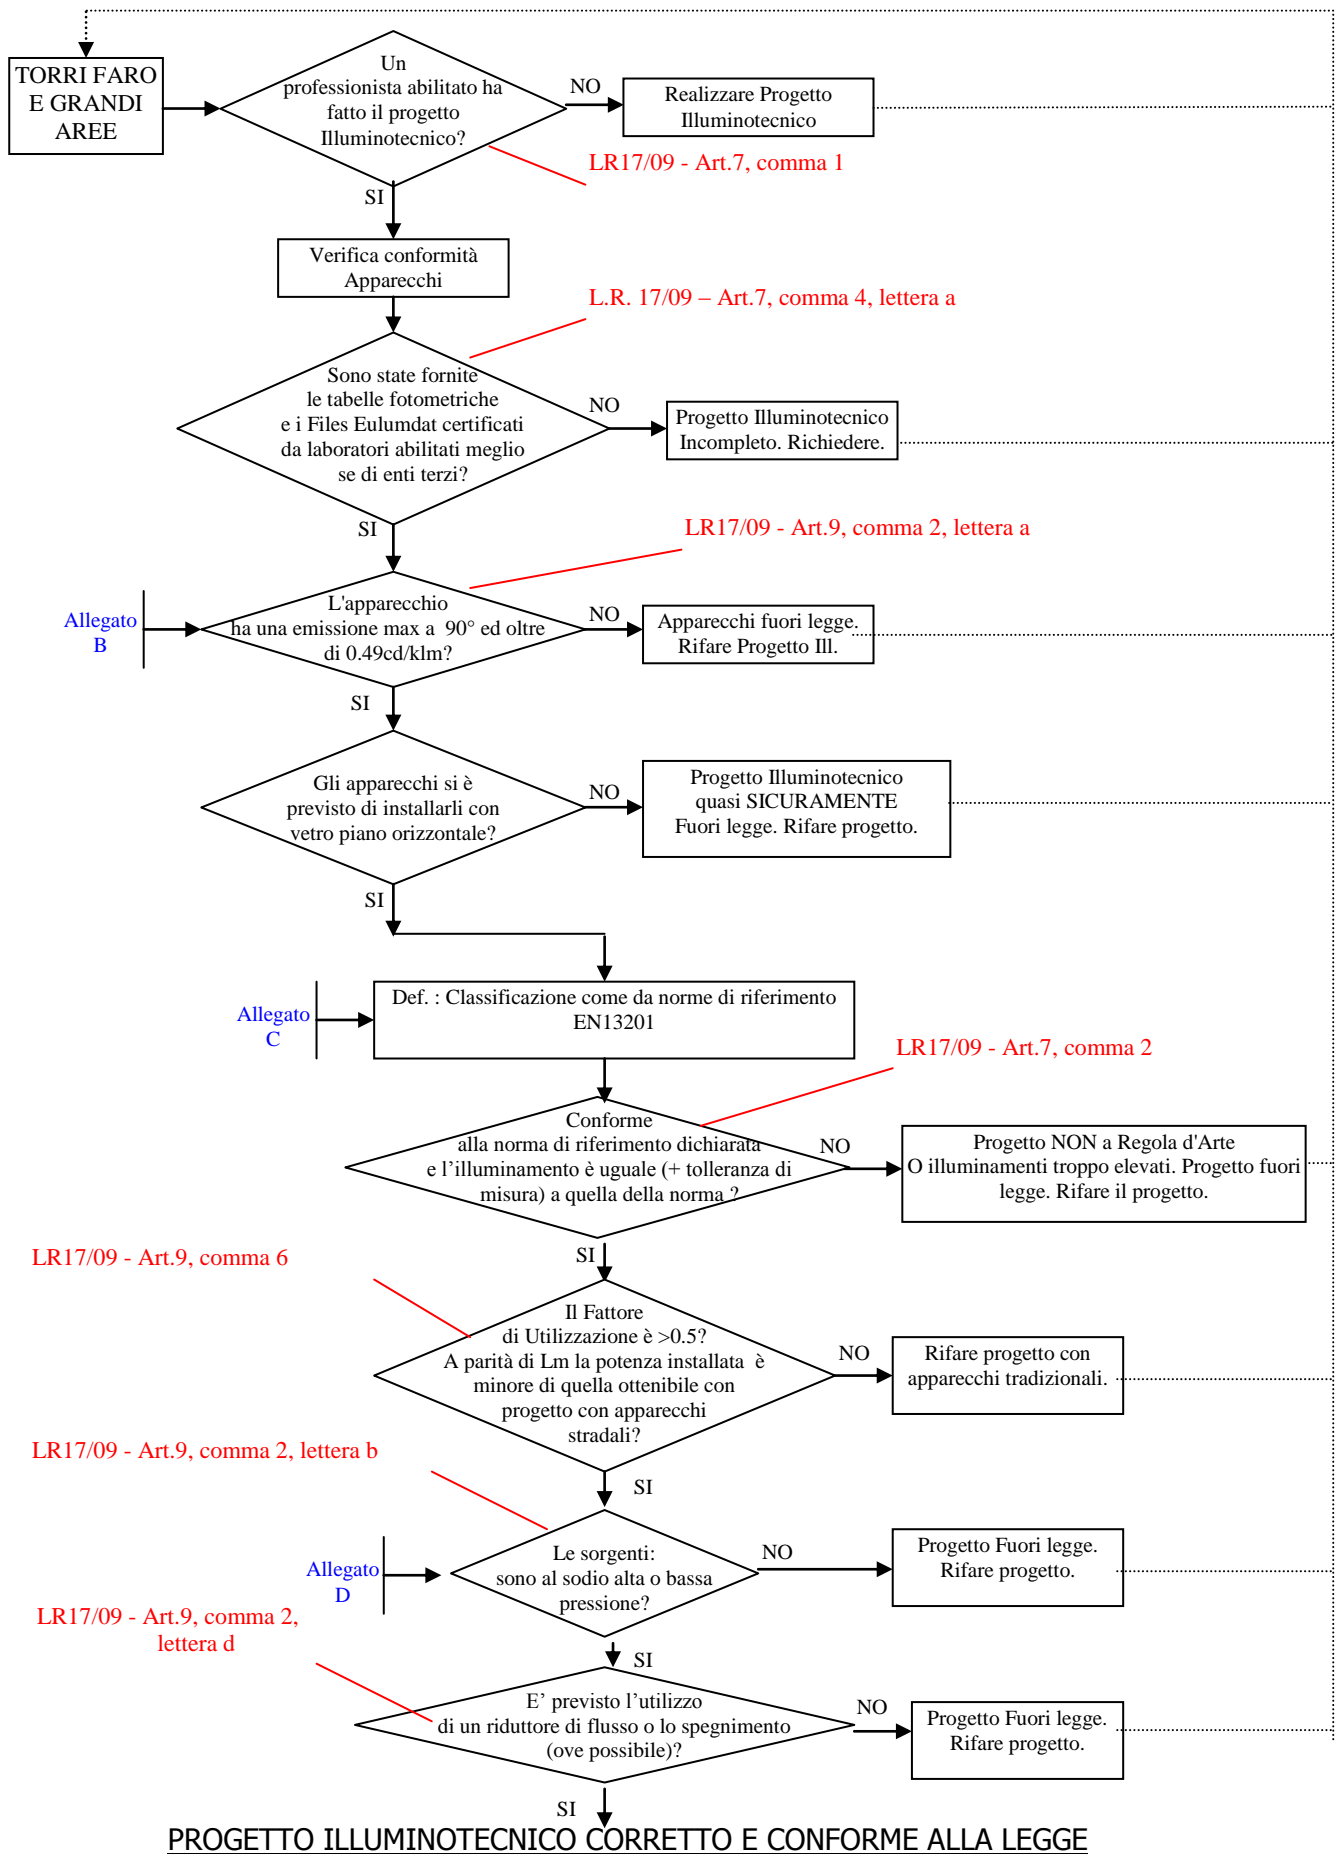 TORRI FARO
E GRANDI
AREE
Un
professionista abilitato ha
fatto il progetto
Illuminotecnico?
NO
Realizzare Progetto
Illuminotecnico
LR17/09 - Art.7, comma 1
SI
Verifica conformità
Apparecchi
L.R. 17/09 – Art.7, comma 4, lettera a
Sono state fornite
le tabelle fotometriche
e i Files Eulumdat certificati
da laboratori abilitati meglio
se di enti terzi?
NO
Progetto Illuminotecnico
Incompleto. Richiedere.
SI
LR17/09 - Art.9, comma 2, lettera a
Allegato
B
L'apparecchio
ha una emissione max a 90° ed oltre
di 0.49cd/klm?
NO
Apparecchi fuori legge.
Rifare Progetto Ill.
SI
Gli apparecchi si è
previsto di installarli con
vetro piano orizzontale?
NO
Progetto Illuminotecnico
quasi SICURAMENTE
Fuori legge. Rifare progetto.
SI
Allegato
C
Def. : Classificazione come da norme di riferimento
EN13201
LR17/09 - Art.7, comma 2
Conforme
alla norma di riferimento dichiarata
e l’illuminamento è uguale (+ tolleranza di
misura) a quella della norma ?
NO
Progetto NON a Regola d'Arte
O illuminamenti troppo elevati. Progetto fuori
legge. Rifare il progetto.
SI
LR17/09 - Art.9, comma 6
Il Fattore
di Utilizzazione è >0.5?
A parità di Lm la potenza installata è
minore di quella ottenibile con
progetto con apparecchi
stradali?
NO
Rifare progetto con
apparecchi tradizionali.
SI
LR17/09 - Art.9, comma 2, lettera b
Allegato
D
Le sorgenti:
sono al sodio alta o bassa
pressione?
NO
Progetto Fuori legge.
Rifare progetto.
SI
LR17/09 - Art.9, comma 2,
lettera d
E’ previsto l’utilizzo
di un riduttore di flusso o lo spegnimento
(ove possibile)?
NO
Progetto Fuori legge.
Rifare progetto.
SI
PROGETTO ILLUMINOTECNICO CORRETTO E CONFORME ALLA LEGGE